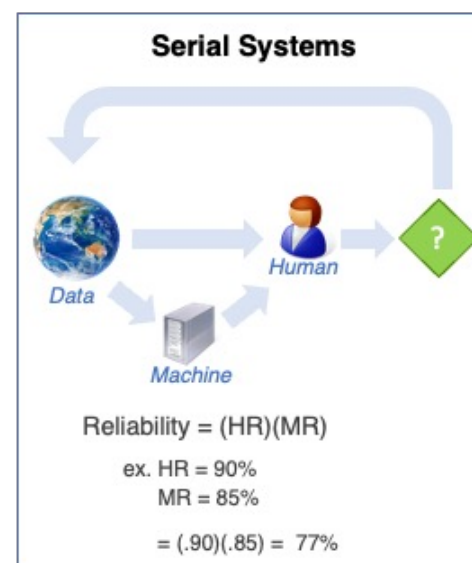 Serial Systems
?
Human
Data
Machine
Reliability = (HR)(MR)
ex. HR = 90%
MR = 85%
= (.90)(.85) = 77%